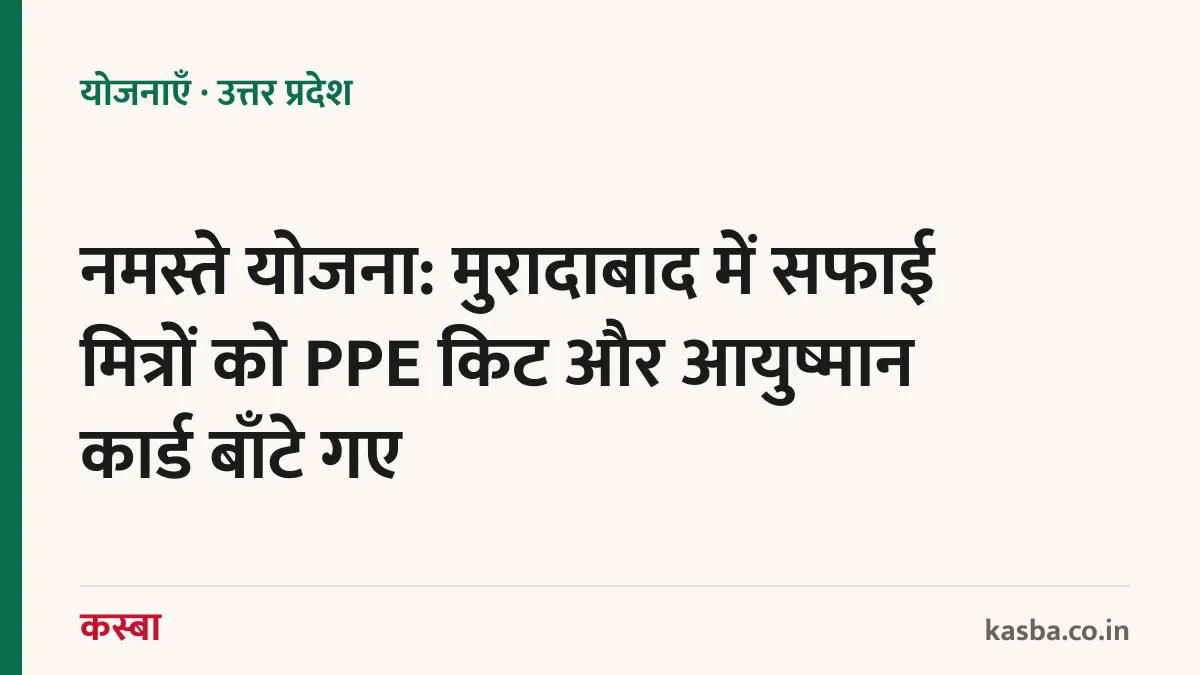 योजनाएँ · उत्तर प्रदेश
नमस्ते योजना: मुरादाबाद में सफाई
मित्रों को PPE किट और आयुष्मान
कार्ड बाँटे गए
कस्बा
kasba.co.in